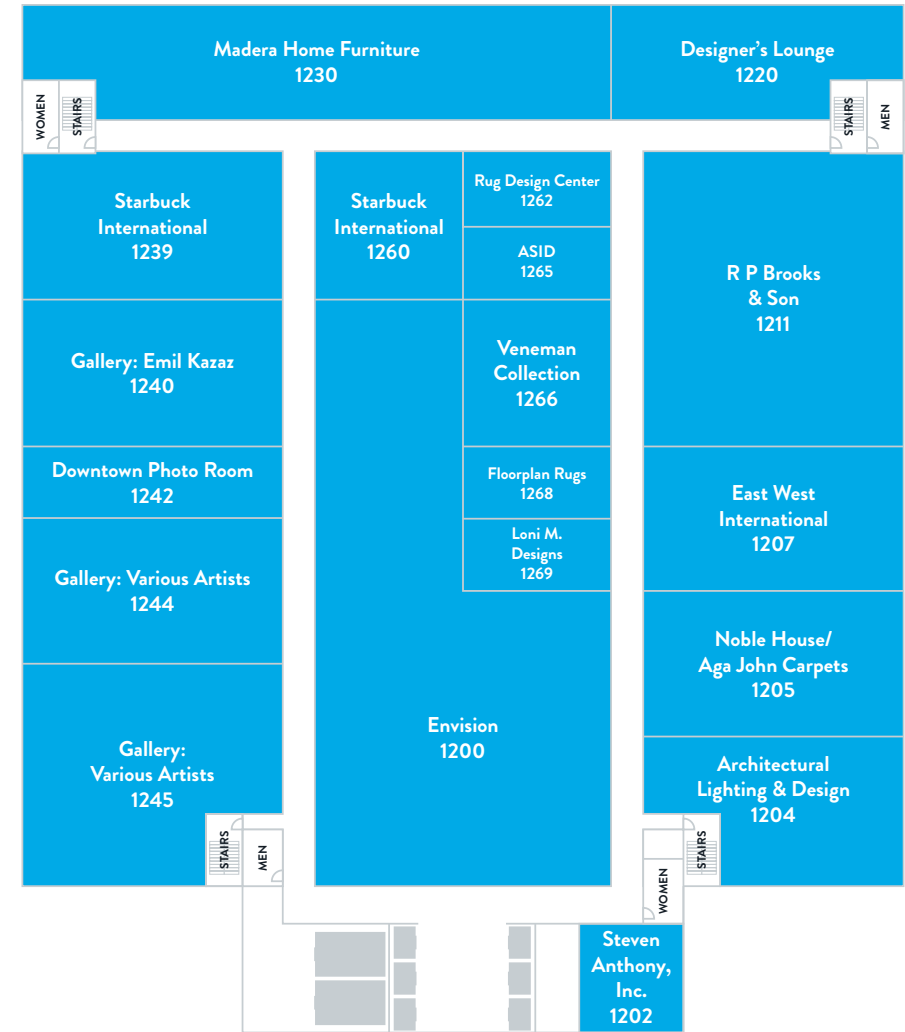 Madera Home Furniture
1230
Designer’s Lounge
1220
WOMEN
STAIRS
STAIRS
MEN
Starbuck
International
1239
Starbuck
International
1260
Rug Design Center
1262
ASID
1265
R P Brooks
& Son
1211
Gallery: Emil Kazaz
1240
Veneman
Collection
1266
Downtown Photo Room
1242
Floorplan Rugs
1268
East West
International
1207
Gallery: Various Artists
1244
Loni M.
Designs
1269
Noble House/
Aga John Carpets
1205
Envision
1200
Gallery:
Various Artists
1245
Architectural
Lighting & Design
1204
STAIRS
MEN
WOMEN
STAIRS
Steven
Anthony,
Inc.
1202